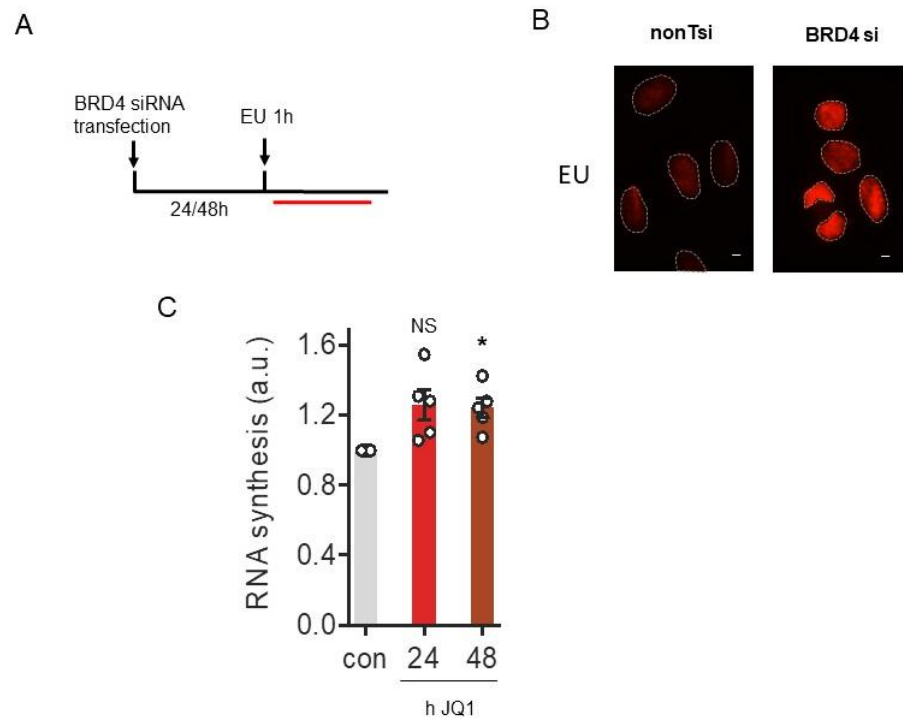 A
BRD4 siRNA
transfection
EU 1h
24/48h
B
nonTsi
BRD4 si
EU
C
RNA synthesis (a.u.)
1.6
1.2
0.8
0.4
0.0
NS
*
con
24
48
h JQ1